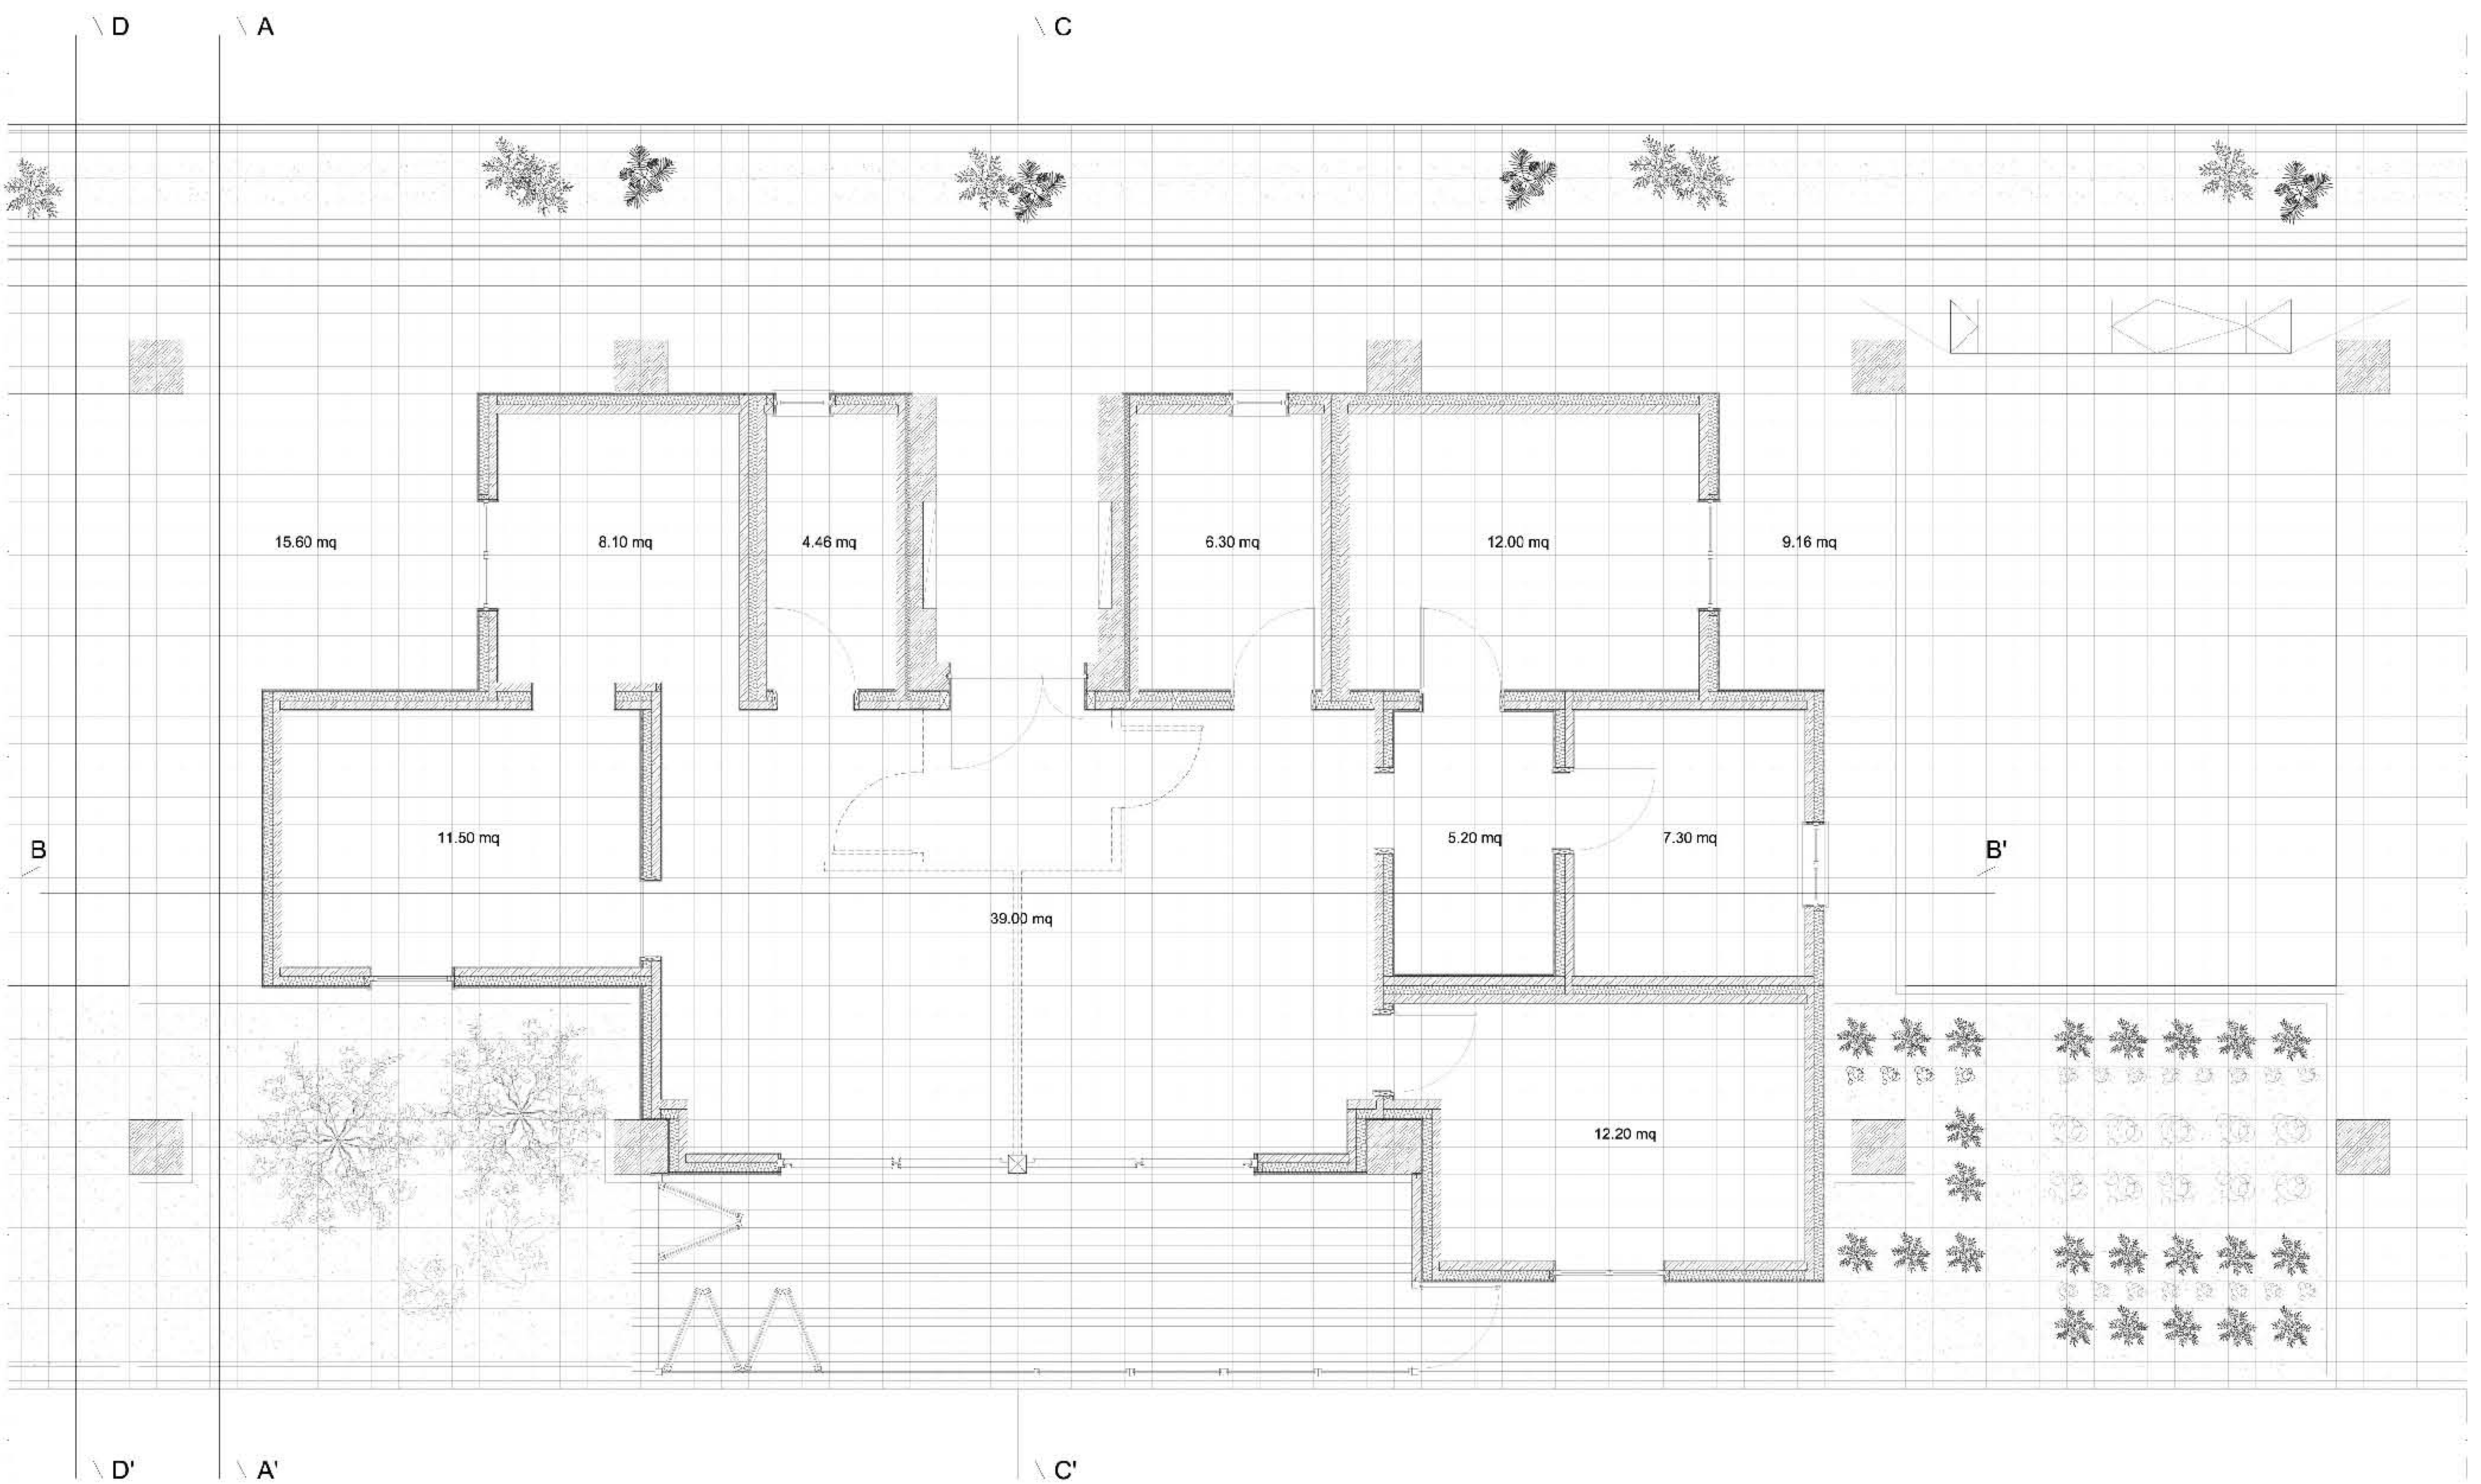 \ D
\ A
\ C
15.60 mq
8.10 mq
4.46 mq
6.30 mq
12.00 mq
9.16 mq
11.50 mq
5.20 mq
7.30 mq
B
B'
39.00 mq
12.20 mq
\ D'
\ A'
\ C'